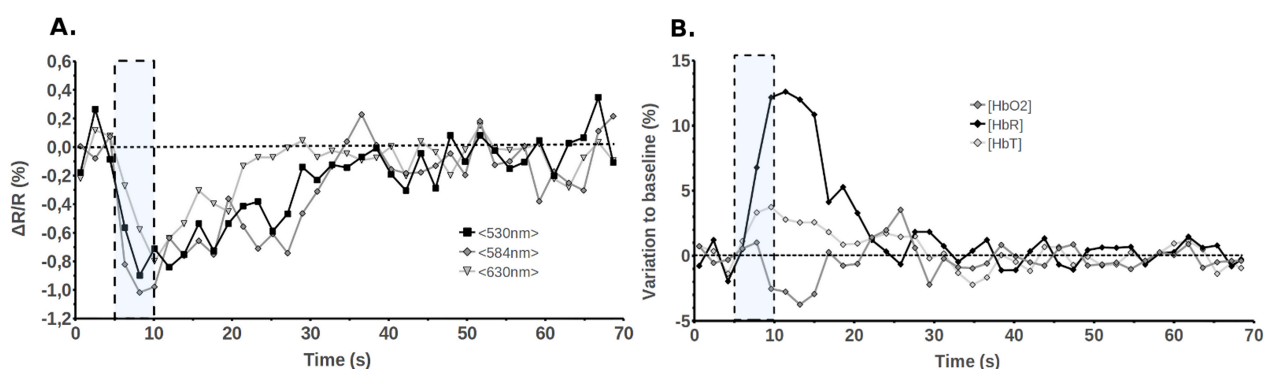 A.
0,6
0,4
0,2
0,0
-0,2
-0,4
-0,6
-0,8
-1,0
-1,2
ΔR/R (%)
<530nm>
<584nm>
<630nm>
0 10 20 30 40 50 60 70
Time (s)
B.
15
10
5
0
-5
Variation to baseline (%)
[HbO2]
[HbR]
[HbT]
0 10 20 30 40 50 60 70
Time (s)